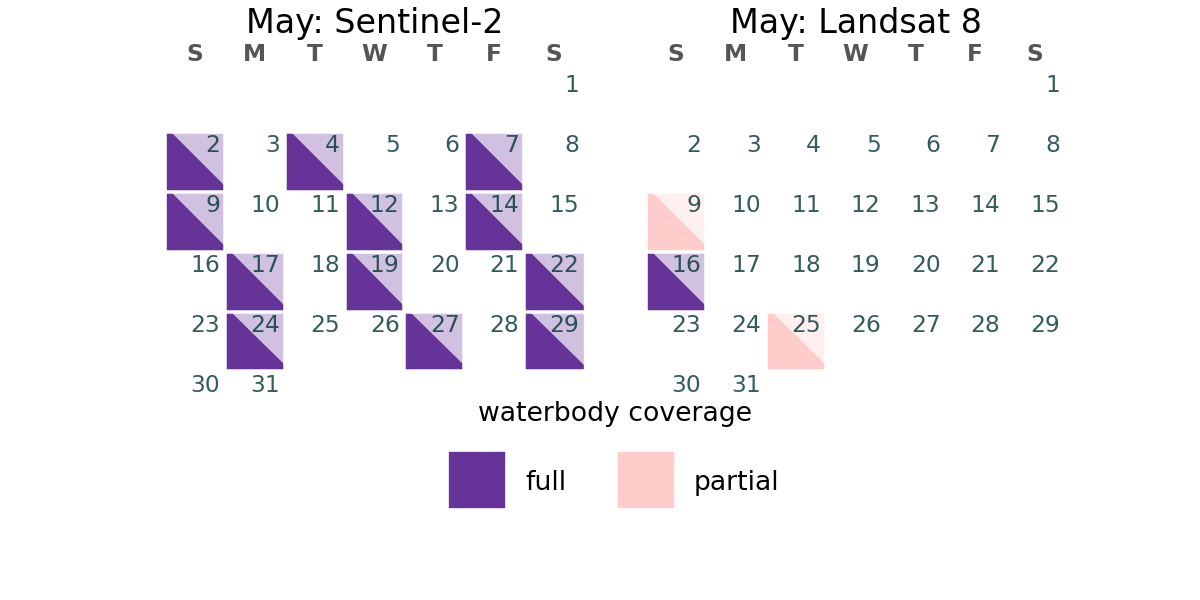 May: Sentinel-2
S M T W T F S
1
2 3 4 5 6 7 8
9 10 11 12 13 14 15
16 17 18 19 20 21 22
23 24 25 26 27 28 29
30 31
May: Landsat 8
S M T W T F S
1
2 3 4 5 6 7 8
9 10 11 12 13 14 15
16 17 18 19 20 21 22
23 24 25 26 27 28 29
30 31
waterbody coverage
full
partial